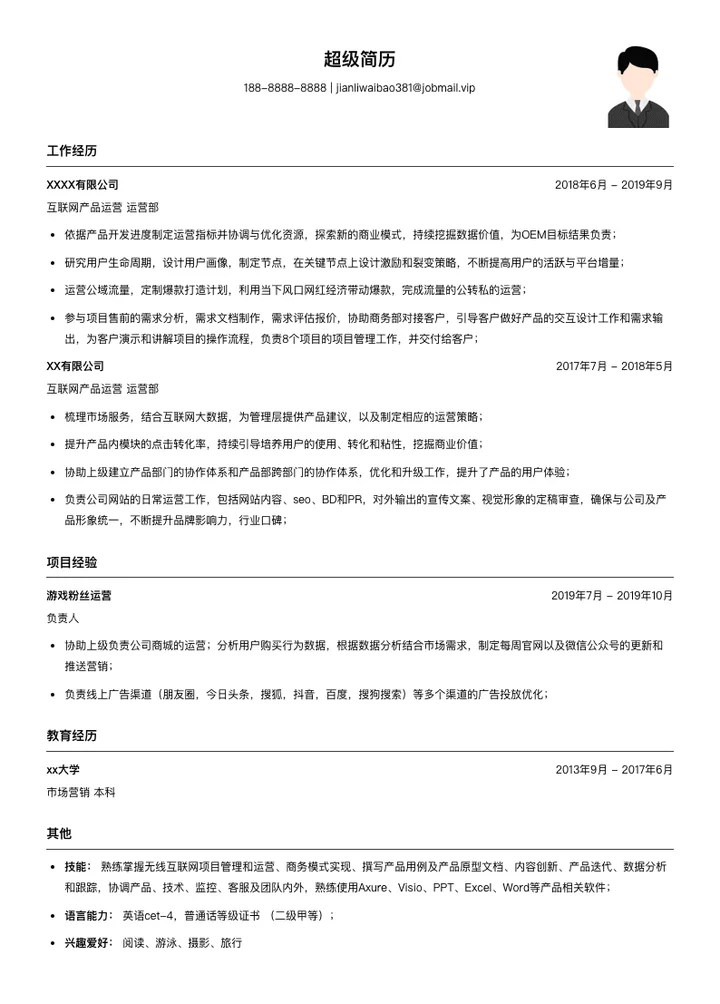 超级简历
188-8888-8888 | jianliwaibao381@jobmail.vip
工作经历
XXXX有限公司 2018年6月 – 2019年9月
互联网产品运营 运营部
• 依据产品开发进度制定运营指标并协调与优化资源，探索新的商业模式，持续挖掘数据价值，为OEM目标结果负责；
• 研究用户生命周期，设计用户画像，制定节点，在关键节点上设计激励和裂变策略，不断提高用户的活跃与平台增量；
• 运营公域流量，定制爆款打造计划，利用当下风口网红经济带动爆款，完成流量的公转私的运营；
• 参与项目售前的需求分析，需求文档制作，需求评估报价，协助商务部对接客户，引导客户做好产品的交互设计工作和需求输
出，为客户演示和讲解项目的操作流程，负责8个项目的项目管理工作，并交付给客户；
XX有限公司 2017年7月 – 2018年5月
互联网产品运营 运营部
• 梳理市场服务，结合互联网大数据，为管理层提供产品建议，以及制定相应的运营策略；
• 提升产品内模块的点击转化率，持续引导培养用户的使用、转化和粘性，挖掘商业价值；
• 协助上级建立产品部门的协作体系和产品部跨部门的协作体系，优化和升级工作，提升了产品的用户体验；
• 负责公司网站的日常运营工作，包括网站内容、seo、BD和PR，对外输出的宣传文案、视觉形象的定稿审查，确保与公司及产
品形象统一，不断提升品牌影响力，行业口碑；
项目经验
游戏粉丝运营 2019年7月 – 2019年10月
负责人
• 协助上级负责公司商城的运营；分析用户购买行为数据，根据数据分析结合市场需求，制定每周官网以及微信公众号的更新和
推送营销；
• 负责线上广告渠道（朋友圈，今日头条，搜狐，抖音，百度，搜狗搜索）等多个渠道的广告投放优化；
教育经历
xx大学 2013年9月 – 2017年6月
市场营销 本科
其他
• 技能： 熟练掌握无线互联网项目管理和运营、商务模式实现、撰写产品用例及产品原型文档、内容创新、产品迭代、数据分析
和跟踪，协调产品、技术、监控、客服及团队内外，熟练使用Axure、Visio、PPT、Excel、Word等产品相关软件；
• 语言能力： 英语cet-4，普通话等级证书 （二级甲等）；
• 兴趣爱好： 阅读、游泳、摄影、旅行